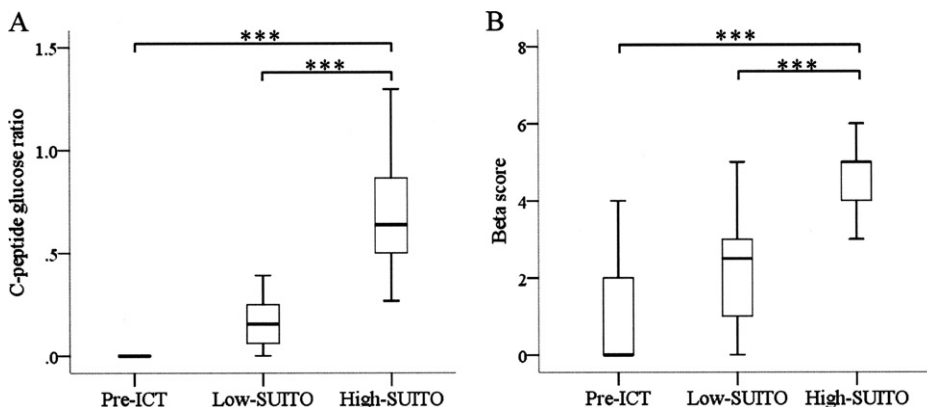 A
C-peptide glucose ratio
1.5
1.0
.5
.0
***
***
Pre-ICT Low-SUITO High-SUITO
B
Beta score
8
6
4
2
0
***
***
Pre-ICT Low-SUITO High-SUITO